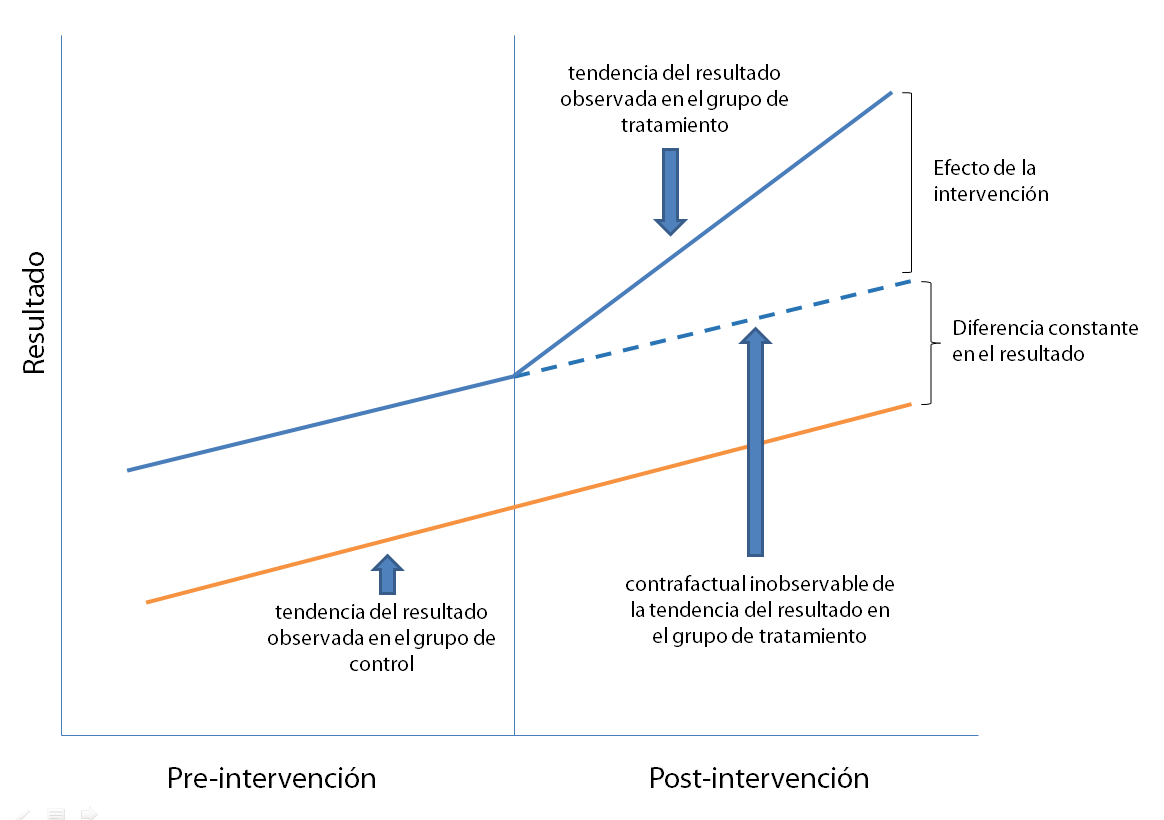 tendencia del resultado
observada en el grupo de
tratamiento
Efecto de la
intervención
Resultado
Diferencia constante
en el resultado
tendencia del resultado
observada en el grupo de
control
contrafactual inobservable de
la tendencia del resultado en
el grupo de tratamiento
Pre-intervención
Post-intervención